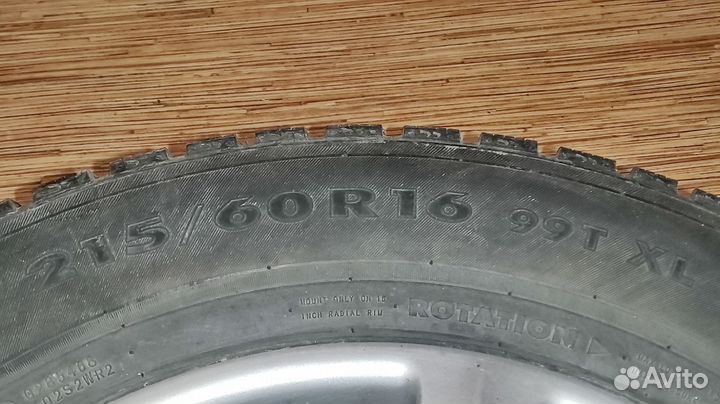 215/60R16 99T XL
MOUNT ONLY ON 16
INCH RADIAL RIM
ROTATION
Avito